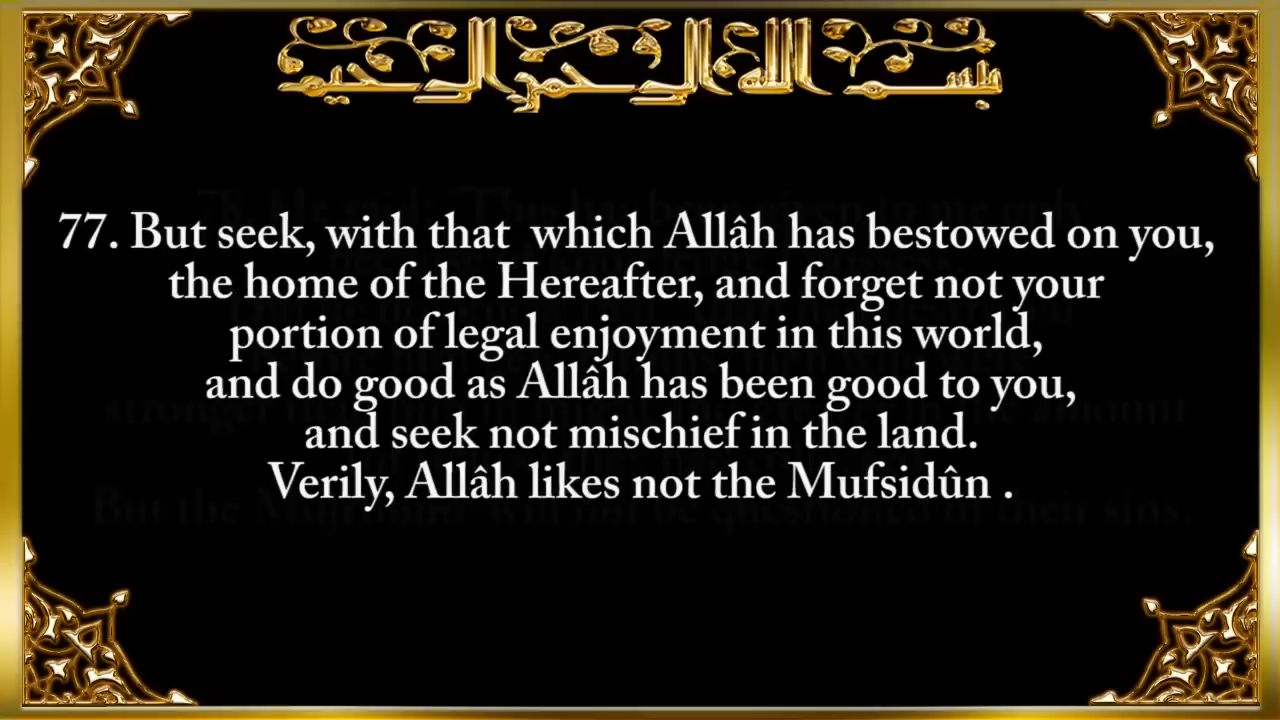 بسم الله الرحمن الرحيم
77. But seek, with that which Allâh has bestowed on you,
the home of the Hereafter, and forget not your
portion of legal enjoyment in this world,
and do good as Allâh has been good to you,
and seek not mischief in the land.
Verily, Allâh likes not the Mufsidûn .